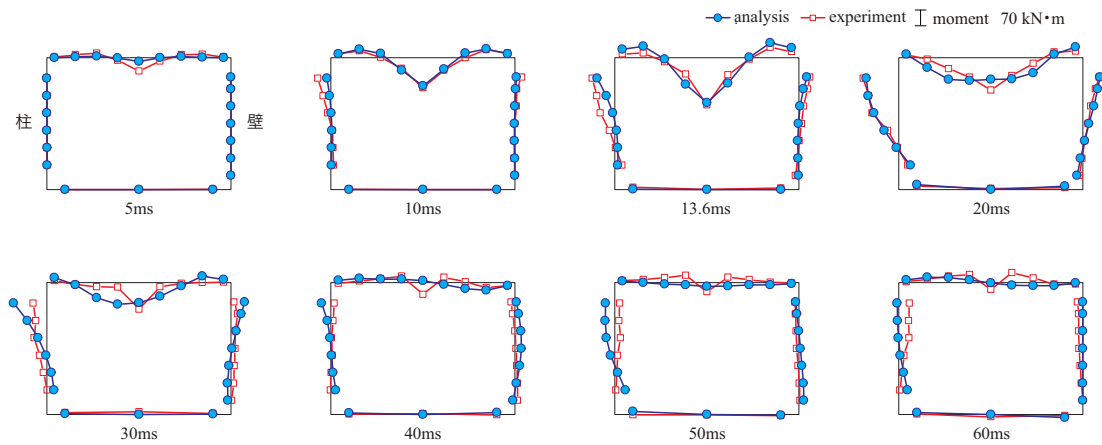 analysis experiment moment 70 kN・m
柱 壁
5ms 10ms 13.6ms 20ms
30ms 40ms 50ms 60ms